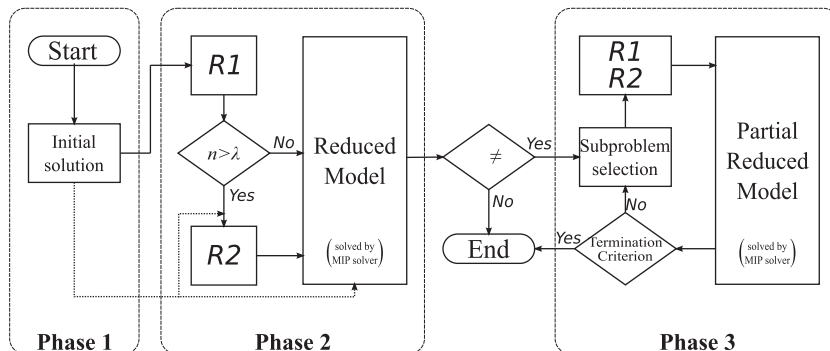 Start
Initial
solution
Phase 1
R1
n>λ
No
Yes
R2
Reduced
Model
(solved by
MIP solver)
Phase 2
≠
Yes
No
End
R1
R2
Subproblem
selection
No
Termination
Criterion
Yes
Partial
Reduced
Model
(solved by
MIP solver)
Phase 3